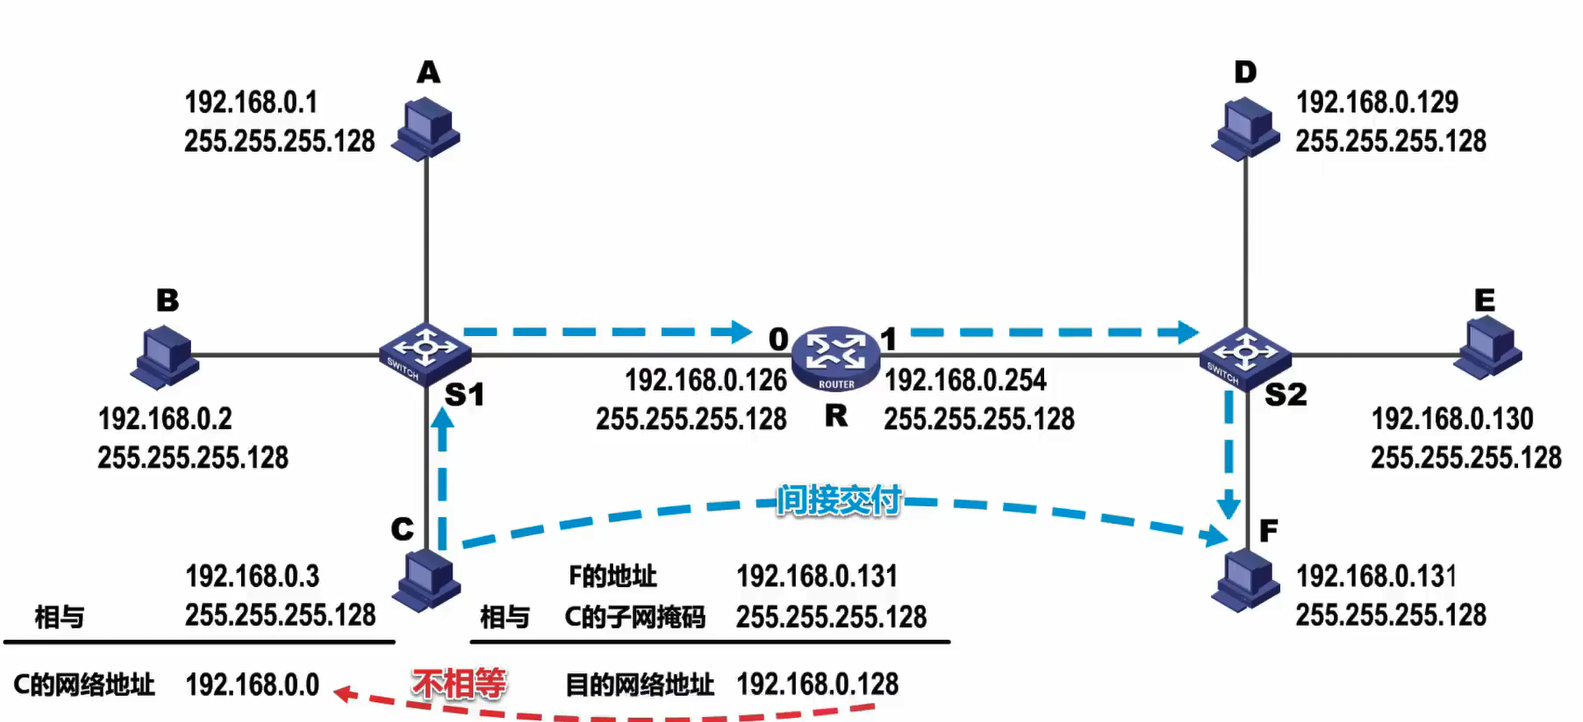 A
192.168.0.1
255.255.255.128
D
192.168.0.129
255.255.255.128
B
192.168.0.2
255.255.255.128
SWITCH
S1
0
1
192.168.0.126
255.255.255.128
ROUTER
R
192.168.0.254
255.255.255.128
SWITCH
S2
E
192.168.0.130
255.255.255.128
间接交付
C
192.168.0.3
相与 255.255.255.128
C的网络地址 192.168.0.0
F的地址 192.168.0.131
相与 C的子网掩码 255.255.255.128
不相等
目的网络地址 192.168.0.128
F
192.168.0.131
255.255.255.128